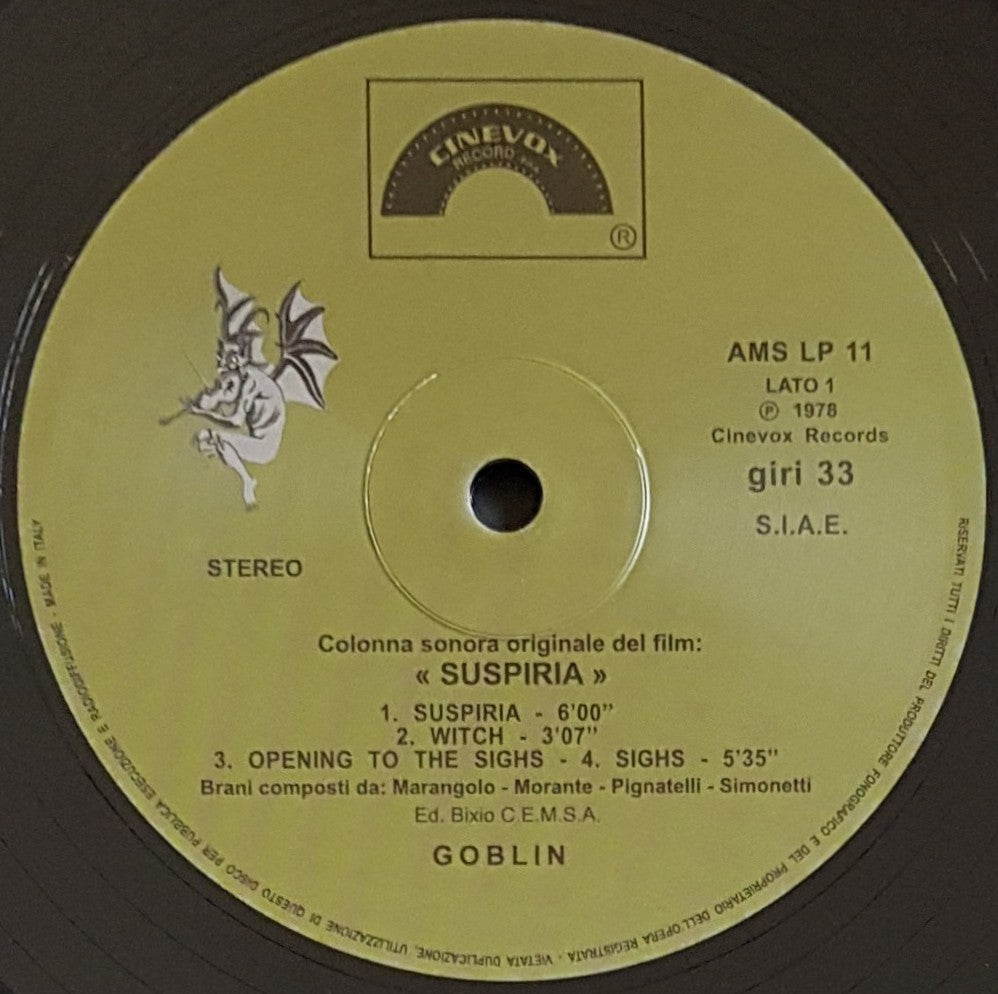 CINEVOX
RECORD spa
®
AMS LP 11
LATO 1
℗ 1978
Cinevox Records
giri 33
S.I.A.E.
STEREO
Colonna sonora originale del film:
« SUSPIRIA »
1. SUSPIRIA - 6'00"
2. WITCH - 3'07"
3. OPENING TO THE SIGHS - 4. SIGHS - 5'35"
Brani composti da: Marangolo - Morante - Pignatelli - Simonetti
Ed. Bixio C.E.M.S.A.
GOBLIN
RISERVATI TUTTI I DIRITTI DEL PRODUTTORE FONOGRAFICO E DEL PROPRIETARIO DELL'OPERA REGISTRATA - VIETATA DUPLICAZIONE, UTILIZZAZIONE DI QUESTO DISCO PER PUBBLICA ESECUZIONE E RADIODIFFUSIONE - MADE IN ITALY